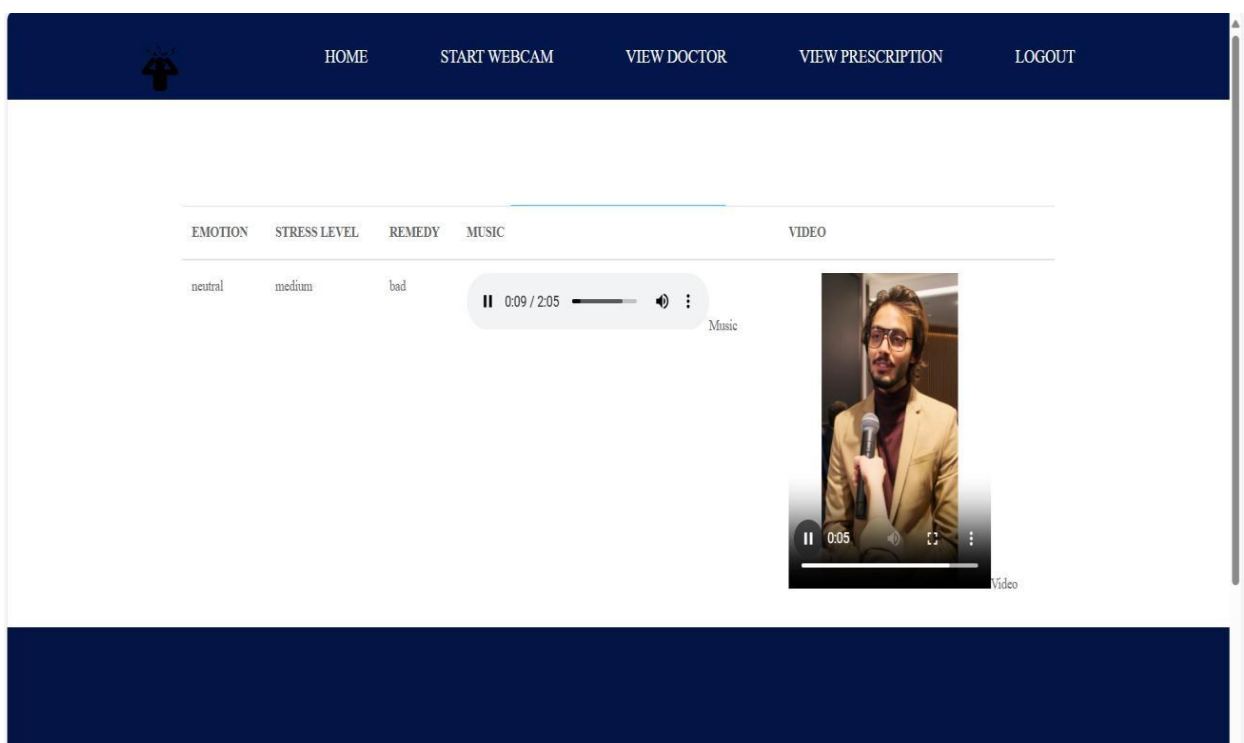 HOME START WEBCAM VIEW DOCTOR VIEW PRESCRIPTION LOGOUT
EMOTION STRESS LEVEL REMEDY MUSIC VIDEO
neutral medium bad
0:09 / 2:05
Music
0:05
Video